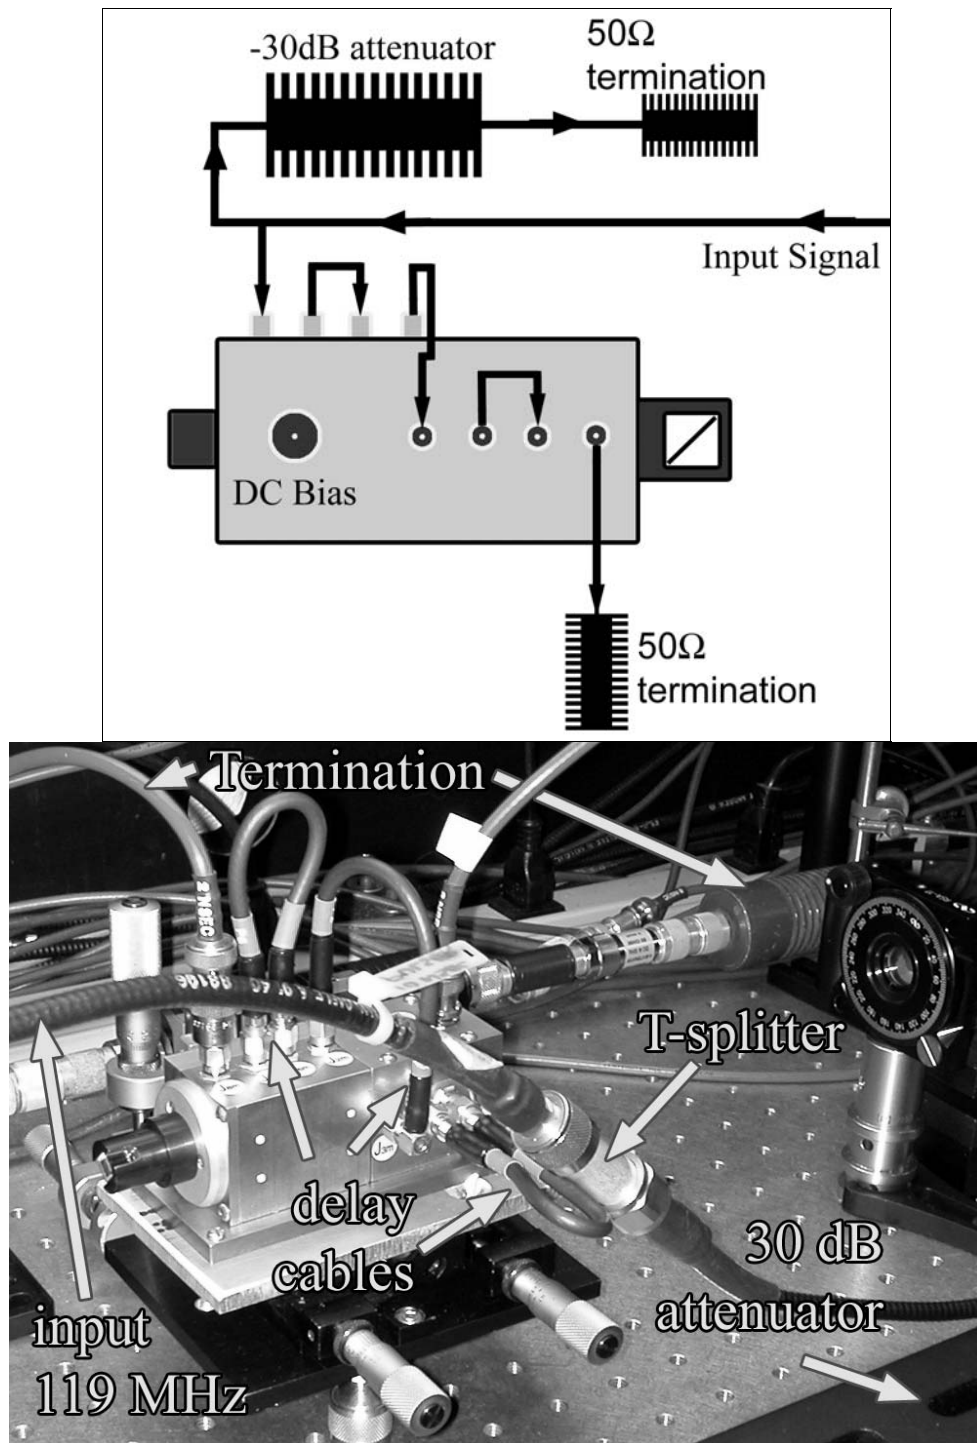 -30dB attenuator
50Ω
termination
Input Signal
DC Bias
50Ω
termination
Termination
T-splitter
delay
cables
30 dB
attenuator
input
119 MHz